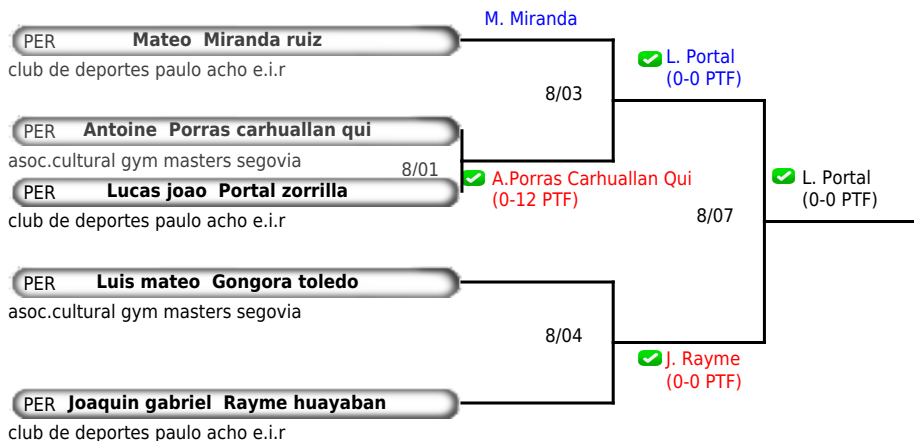 M. Miranda
PER Mateo Miranda ruiz
club de deportes paulo acho e.i.r
L. Portal
(0-0 PTF)
8/03
PER Antoine Porras carhuallan qui
asoc.cultural gym masters segovia
8/01
A.Porras Carhuallan Qui
(0-12 PTF)
L. Portal
(0-0 PTF)
PER Lucas joao Portal zorrilla
club de deportes paulo acho e.i.r
8/07
PER Luis mateo Gongora toledo
asoc.cultural gym masters segovia
8/04
J. Rayme
(0-0 PTF)
PER Joaquin gabriel Rayme huayaban
club de deportes paulo acho e.i.r